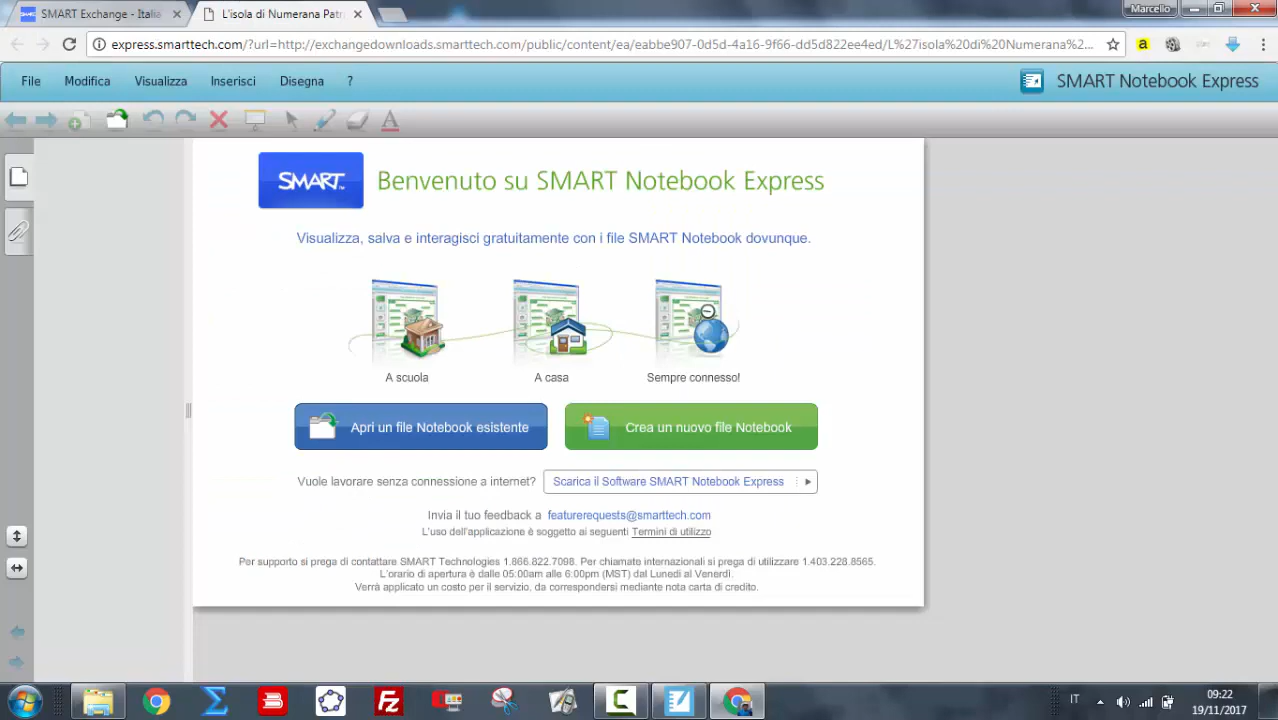 SMART Exchange - Italia
L'isola di Numerana Patr
Marcello
express.smarttech.com/?url=http://exchangedownloads.smarttech.com/public/content/ea/eabbe907-0d5d-4a16-9f66-dd5d822ee4ed/L%27isola%20di%20Numerana%2...
a
File Modifica Visualizza Inserisci Disegna ?
SMART Notebook Express
A
SMART™
Benvenuto su SMART Notebook Express
Visualizza, salva e interagisci gratuitamente con i file SMART Notebook dovunque.
A scuola A casa Sempre connesso!
Apri un file Notebook esistente
Crea un nuovo file Notebook
Vuole lavorare senza connessione a internet? Scarica il Software SMART Notebook Express
Invia il tuo feedback a featurerequests@smarttech.com
L'uso dell'applicazione è soggetto ai seguenti Termini di utilizzo
Per supporto si prega di contattare SMART Technologies 1.866.822.7098. Per chiamate internazionali si prega di utilizzare 1.403.228.8565.
L'orario di apertura è dalle 05:00am alle 6:00pm (MST) dal Lunedì al Venerdì.
Verrà applicato un costo per il servizio, da corrispondersi mediante nota carta di credito.
Fz
C
IT
09:22
19/11/2017